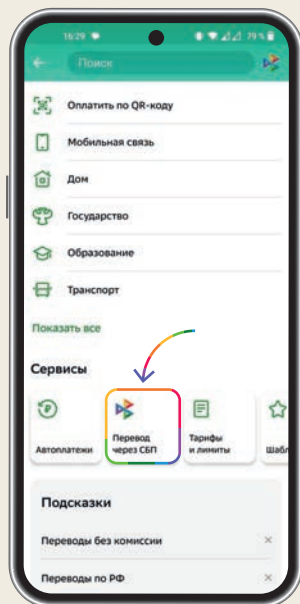 16:29
79%
Поиск
Оплатить по QR-коду
Мобильная связь
Дом
Государство
Образование
Транспорт
Показать все
Сервисы
Автоплатежи
Перевод
через СБП
Тарифы
и лимиты
Шабл
Подсказки
Переводы без комиссии
Переводы по РФ